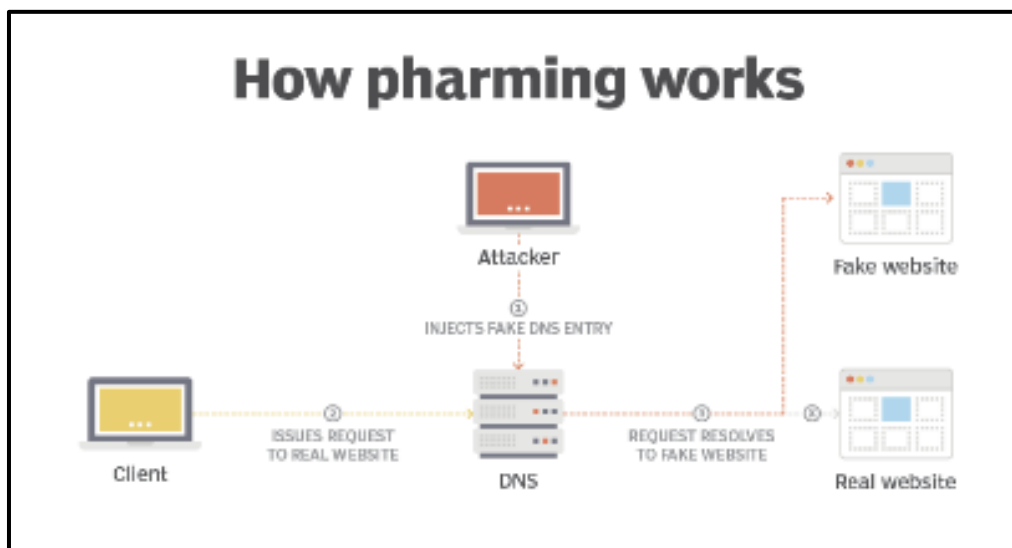 How pharming works
Attacker
Fake website
1
INJECTS FAKE DNS ENTRY
2
ISSUES REQUEST
TO REAL WEBSITE
3
REQUEST RESOLVES
TO FAKE WEBSITE
Client
DNS
Real website